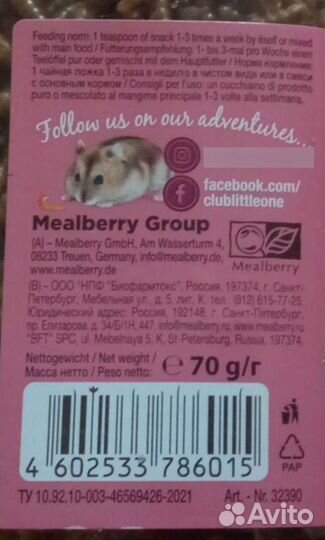 Feeding norm: 1 teaspoon of snack 1-3 times a week by itself or mixed
with main food / Fütterungsempfehlung: 1- bis 3-mal pro Woche einen
Teelöffel pur oder gemischt mit dem Hauptfutter / Норма кормления:
1 чайная ложка 1-3 раза в неделю в чистом виде или в смеси
с основным кормом / Consigli per l'uso: un cucchiaino di prodotto
puro o mescolato al mangime principale 1-3 volte alla settimana.
Follow us on our adventures...
facebook.com/
clublittleone
Mealberry Group
(A) – Mealberry GmbH, Am Wasserturm 4,
08233 Treuen, Germany, info@mealberry.de,
www.mealberry.de
Mealberry
(B) – ООО "НПФ "Биофармтокс", Россия, 197374, г. Санкт-
Петербург, Мебельная ул., д. 5, лит. К, тел.: (812) 615-77-25
Юридический адрес: Россия, 192148, г. Санкт-Петербург,
пр. Елизарова, д. 34/Б/1Н, 447 info@mealberry.ru, www.mealberry.ru
"BFT" SPC, ul. Mebelnaya 5, K, St-Petersburg, Russia, 197374.
Nettogewicht / Net weight /
Масса нетто / Peso netto:
e 70 g/г
4 602533 786015
PAP
ТУ 10.92.10-003-46569426-2021
Art. - Nr. 32390
Avito